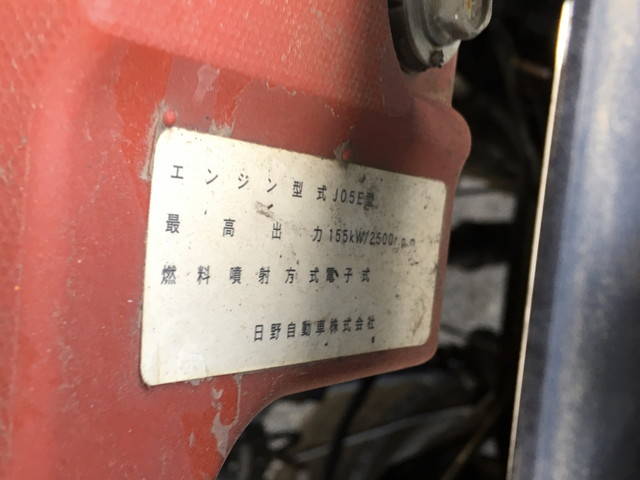 エンジン型式J05E型
最高出力155kW/2500r.p.m
燃料噴射方式電子式
日野自動車株式会社